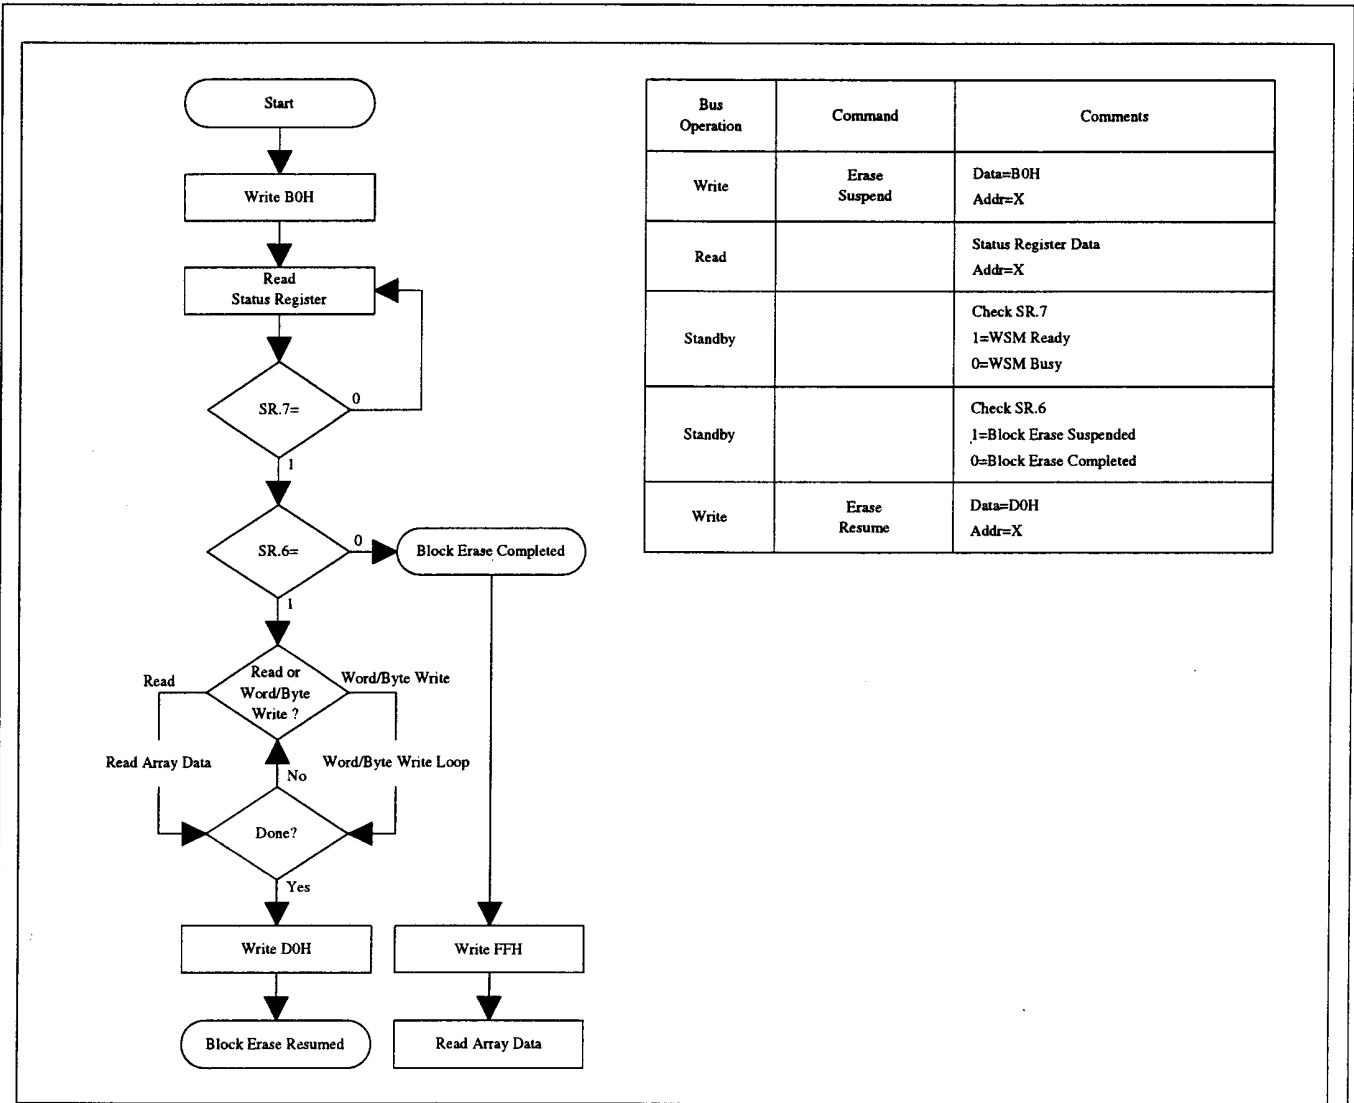 Start
Write B0H
Read
Status Register
SR.7=
0
1
SR.6=
0
Block Erase Completed
1
Read or
Word/Byte
Write ?
Read
Word/Byte Write
Read Array Data
Word/Byte Write Loop
No
Done?
Yes
Write D0H
Write FFH
Block Erase Resumed
Read Array Data
Bus
Operation
Command
Comments
Write
Erase
Suspend
Data=B0H
Addr=X
Read
Status Register Data
Addr=X
Standby
Check SR.7
1=WSM Ready
0=WSM Busy
Standby
Check SR.6
1=Block Erase Suspended
0=Block Erase Completed
Write
Erase
Resume
Data=D0H
Addr=X